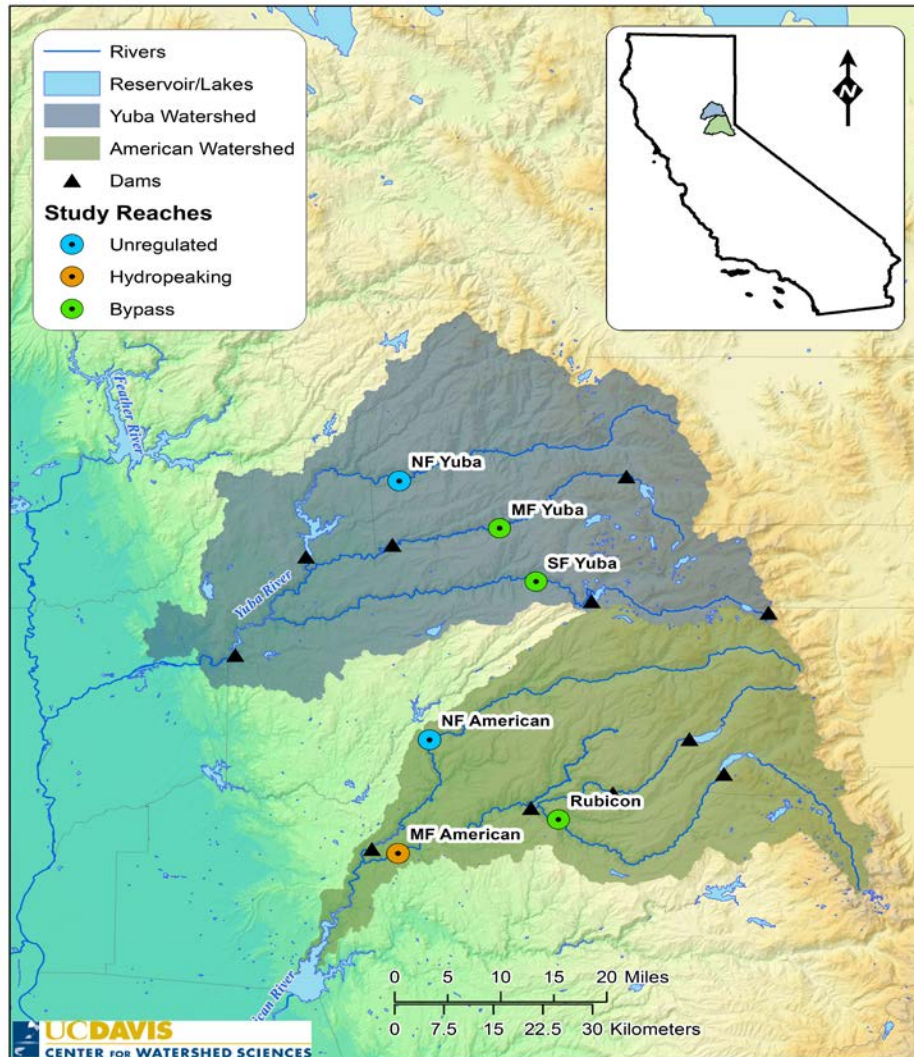 Rivers
Reservoir/Lakes
Yuba Watershed
American Watershed
Dams
Study Reaches
Unregulated
Hydropeaking
Bypass
N
Feather River
NF Yuba
MF Yuba
SF Yuba
Yuba River
NF American
Rubicon
MF American
ican River
0 5 10 15 20 Miles
0 7.5 15 22.5 30 Kilometers
UCDAVIS
CENTER FOR WATERSHED SCIENCES